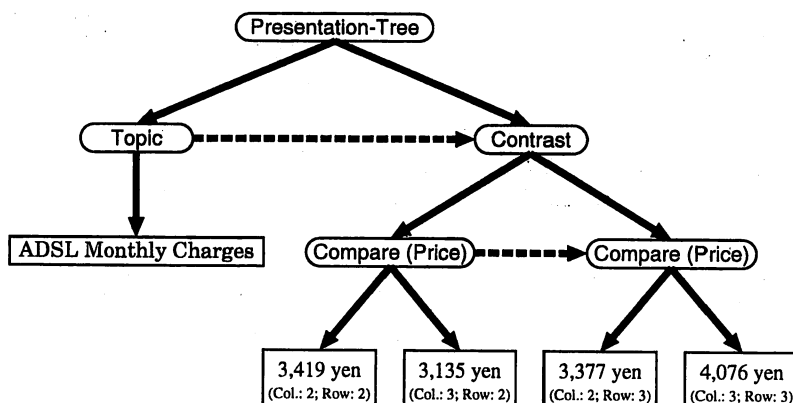 Presentation-Tree
Topic
Contrast
ADSL Monthly Charges
Compare (Price)
Compare (Price)
3,419 yen
(Col.: 2; Row: 2)
3,135 yen
(Col.: 3; Row: 2)
3,377 yen
(Col.: 2; Row: 3)
4,076 yen
(Col.: 3; Row: 3)